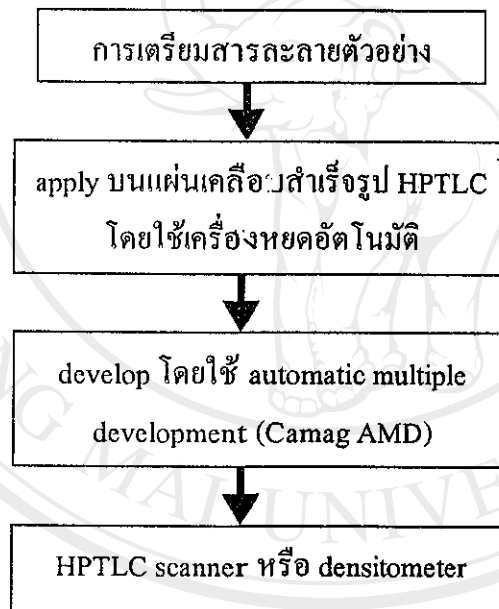 การเตรียมสารละลายตัวอย่าง
apply บนแผ่นเคลือบสำเร็จรูป HPTLC
โดยใช้เครื่องหยดอัตโนมัติ
develop โดยใช้ automatic multiple
development (Camag AMD)
HPTLC scanner หรือ densitometer